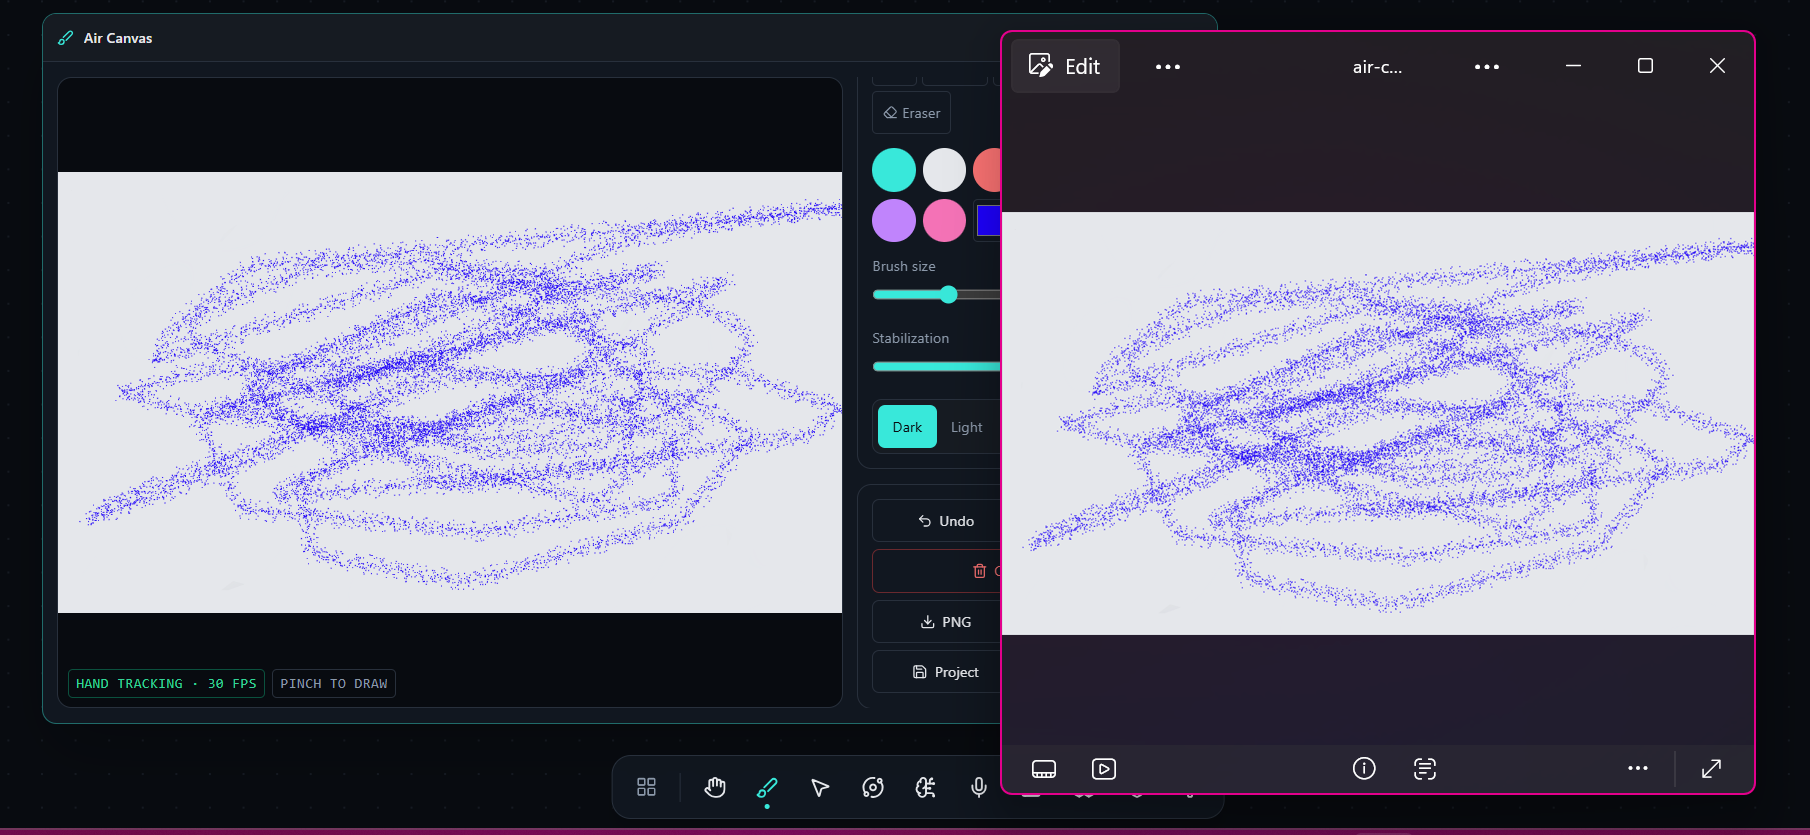 Air Canvas
Edit
air-c...
Eraser
Brush size
Stabilization
Dark
Light
Undo
PNG
Project
HAND TRACKING · 30 FPS
PINCH TO DRAW